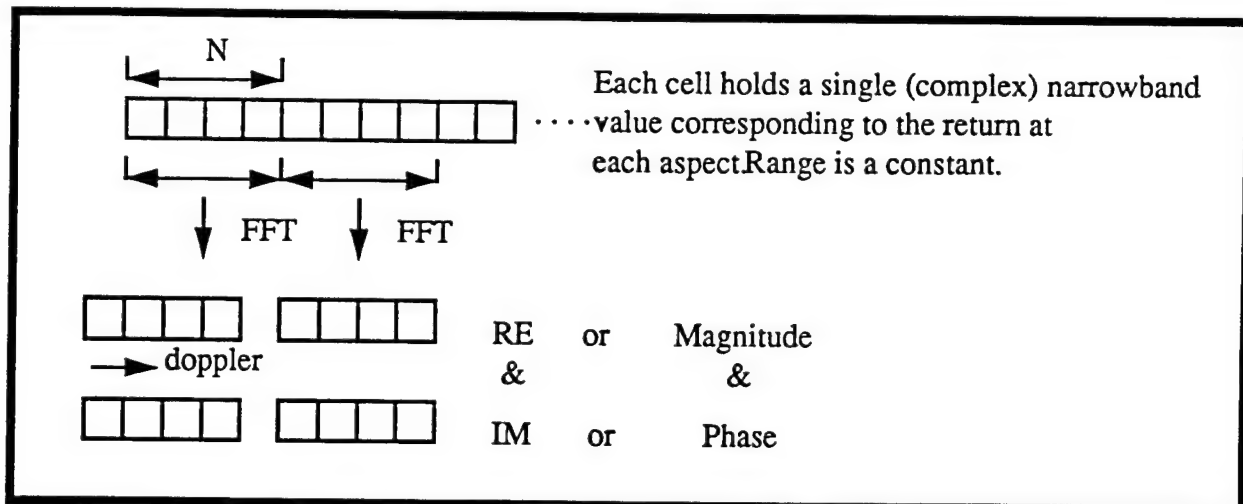 N
Each cell holds a single (complex) narrowband
····value corresponding to the return at
each aspect.Range is a constant.
FFT FFT
RE or Magnitude
doppler
& &
IM or Phase